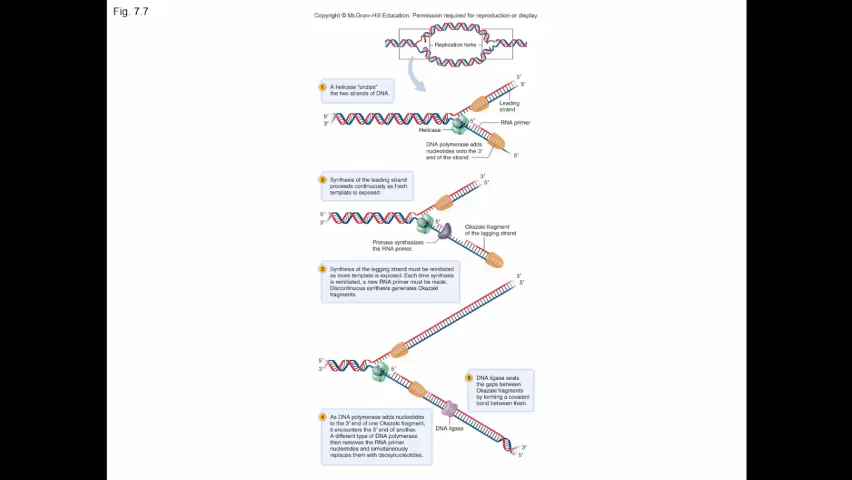 Fig. 7.7
Copyright © McGraw-Hill Education. Permission required for reproduction or display.
Replication forks
1
A helicase "unzips"
the two strands of DNA.
3'
5'
Leading
strand
5'
3'
5'
RNA primer
Helicase
DNA polymerase adds
nucleotides onto the 3'
end of the strand.
5'
2
Synthesis of the leading strand
proceeds continuously as fresh
template is exposed.
3'
5'
5'
3'
5'
Okazaki fragment
of the lagging strand
Primase synthesizes
the RNA primer.
3
Synthesis of the lagging strand must be reinitiated
as more template is exposed. Each time synthesis
is reinitiated, a new RNA primer must be made.
Discontinuous synthesis generates Okazaki
fragments.
3'
5'
5'
3'
5'
5
DNA ligase seals
the gaps between
Okazaki fragments
by forming a covalent
bond between them.
4
As DNA polymerase adds nucleotides
to the 3' end of one Okazaki fragment,
it encounters the 5' end of another.
A different type of DNA polymerase
then removes the RNA primer
nucleotides and simultaneously
replaces them with deoxynucleotides.
DNA ligase
3'
5'